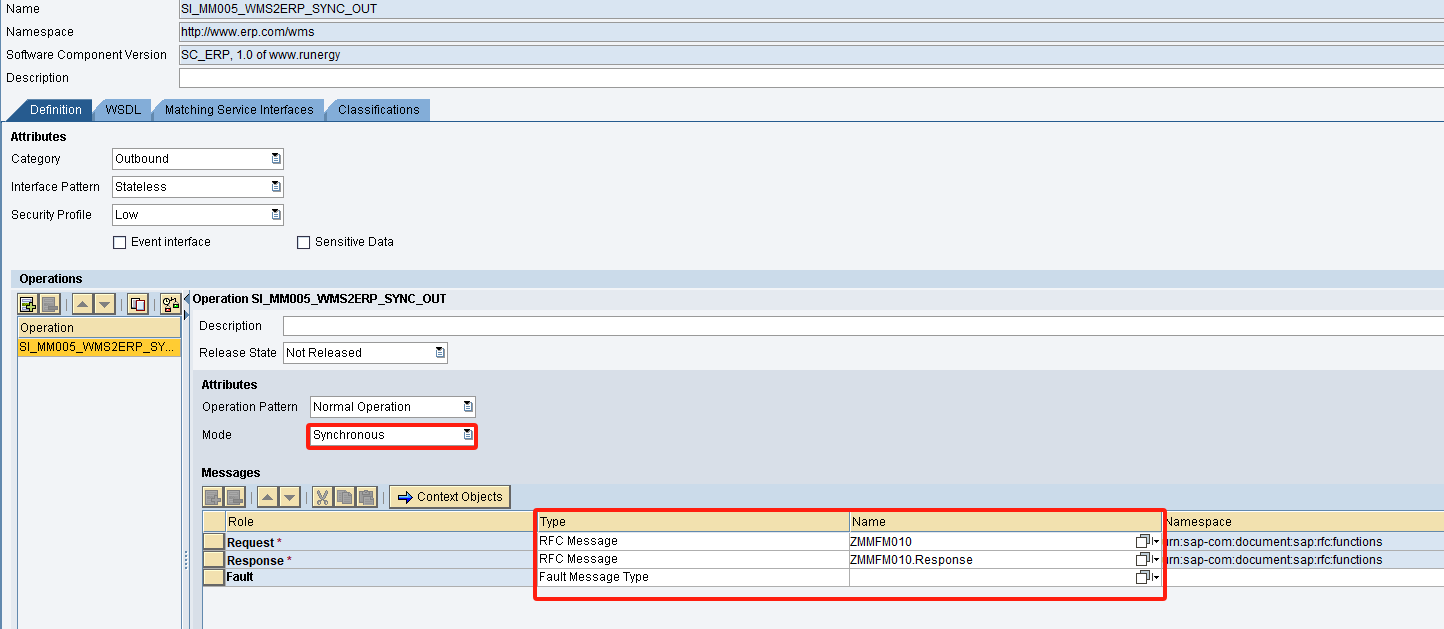 Name SI_MM005_WMS2ERP_SYNC_OUT
Namespace http://www.erp.com/wms
Software Component Version SC_ERP, 1.0 of www.runergy
Description
Definition WSDL Matching Service Interfaces Classifications
Attributes
Category Outbound
Interface Pattern Stateless
Security Profile Low
Event interface Sensitive Data
Operations
Operation SI_MM005_WMS2ERP_SYNC_OUT
Operation
SI_MM005_WMS2ERP_SY...
Description
Release State Not Released
Attributes
Operation Pattern Normal Operation
Mode Synchronous
Messages
Context Objects
Role Type Name Namespace
Request * RFC Message ZMMFM010 urn:sap-com:document:sap:rfc:functions
Response * RFC Message ZMMFM010.Response urn:sap-com:document:sap:rfc:functions
Fault Fault Message Type